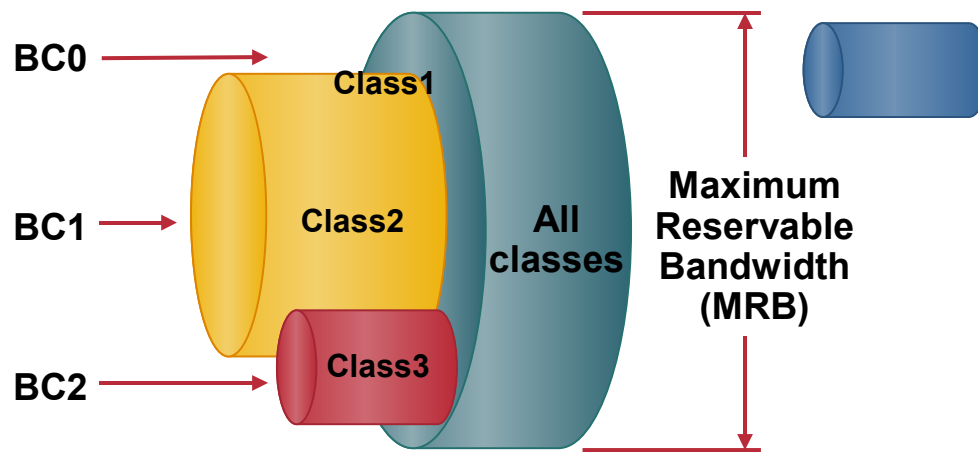 BC0
Class1
BC1
Class2
All
classes
Maximum
Reservable
Bandwidth
(MRB)
BC2
Class3